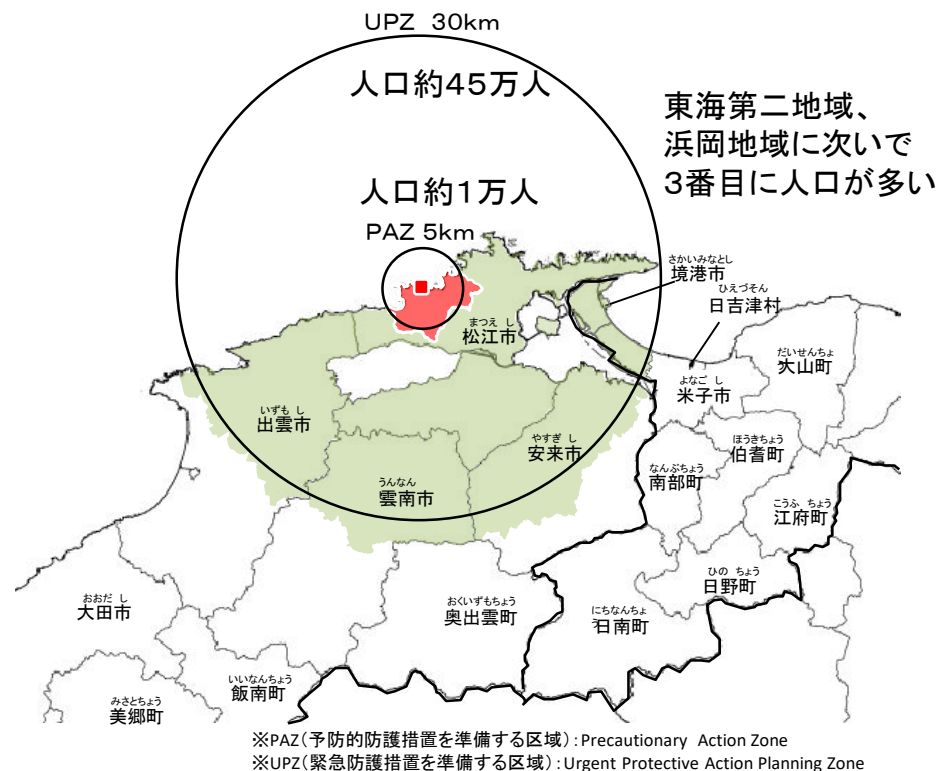 UPZ 30km
人口約45万人
東海第二地域、
浜岡地域に次いで
3番目に人口が多い
人口約1万人
PAZ 5km
さかいみなとし
境港市
ひえづそん
日吉津村
まつえ し
松江市
だいせんちょ
大山町
よなご し
米子市
いずも し
出雲市
やすぎ し
安来市
ほうきちょう
伯耆町
なんぶちょう
南部町
うんなん
雲南市
こうふ ちょう
江府町
ひの ちょう
日野町
おおだ し
大田市
おくいずもちょう
奥出雲町
にちなんちょ
う
日南町
いいなんちょう
飯南町
みさとちょう
美郷町
※PAZ(予防的防護措置を準備する区域):Precautionary Action Zone
※UPZ(緊急防護措置を準備する区域):Urgent Protective Action Planning Zone